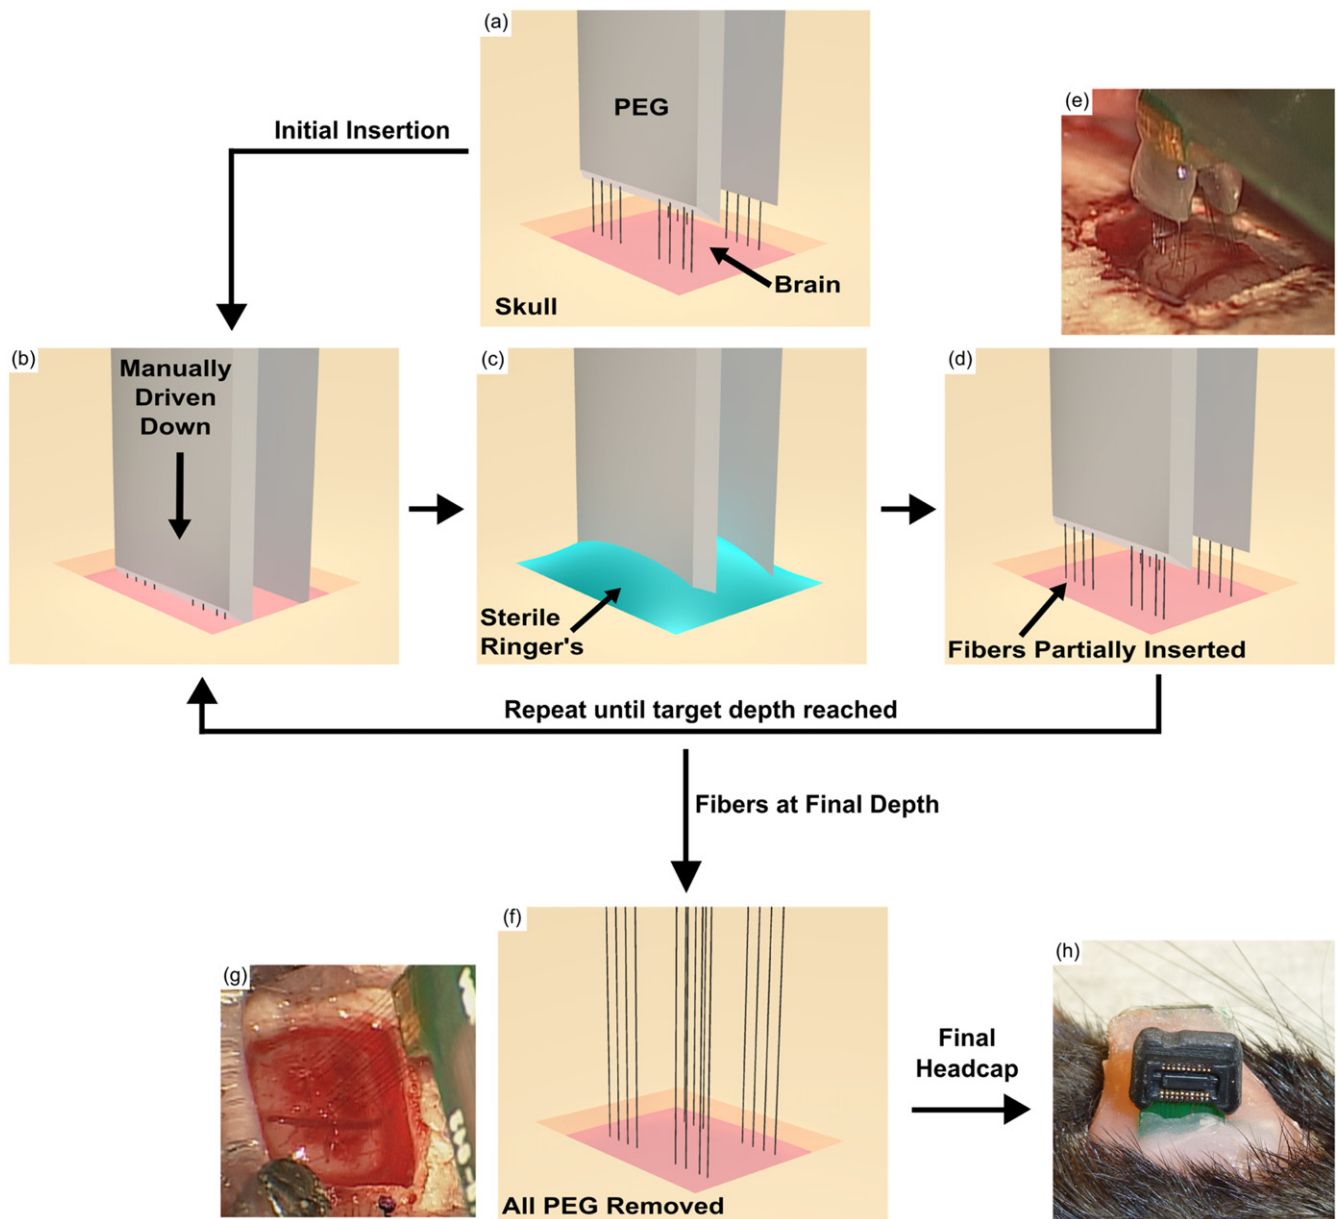 (a)
PEG
Initial Insertion
Brain
Skull
(e)
(b)
Manually
Driven
Down
(c)
Sterile
Ringer's
(d)
Fibers Partially Inserted
Repeat until target depth reached
Fibers at Final Depth
(f)
All PEG Removed
(g)
Final
Headcap
(h)